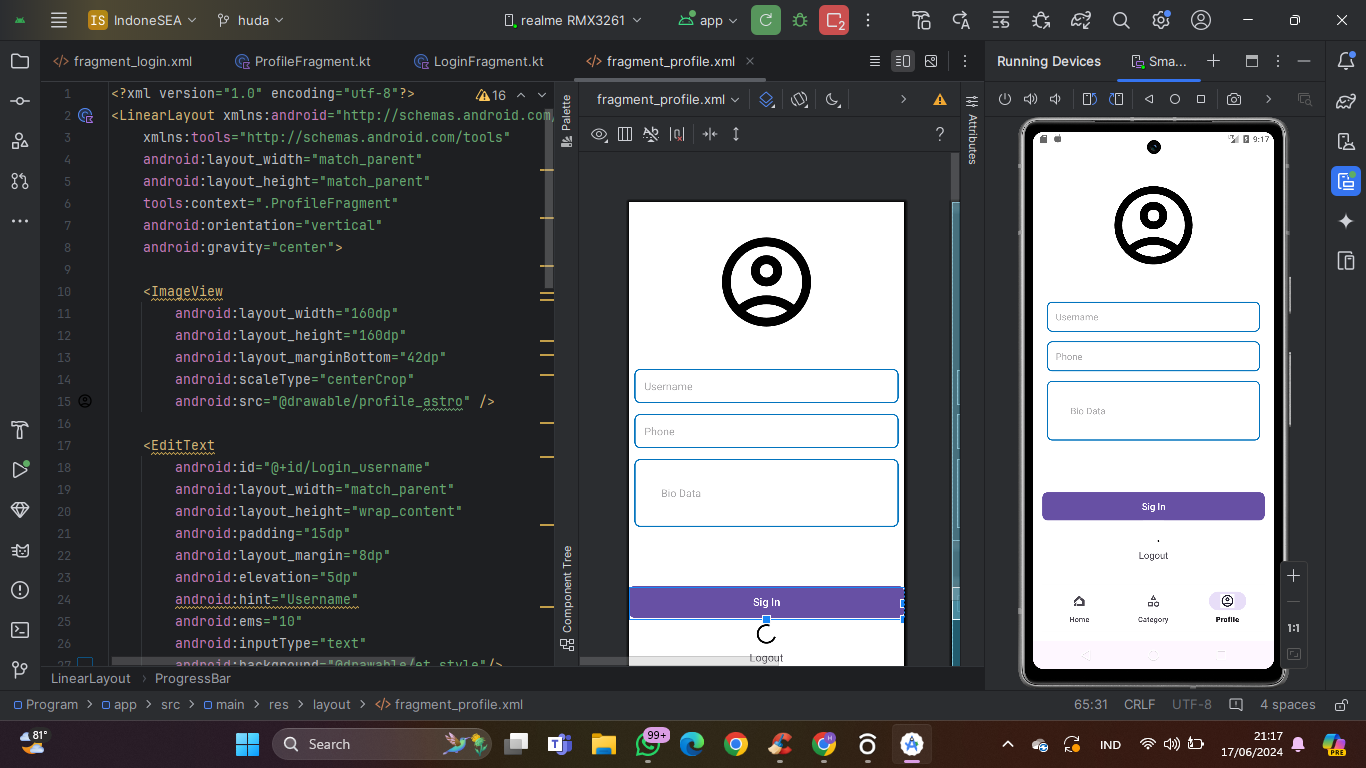 IS IndoneSEA huda realme RMX3261 app 2
fragment_login.xml ProfileFragment.kt LoginFragment.kt fragment_profile.xml Running Devices Sma...
1 <?xml version="1.0" encoding="utf-8"?> 16
2 <LinearLayout xmlns:android="http://schemas.android.com/
3 xmlns:tools="http://schemas.android.com/tools"
4 android:layout_width="match_parent"
5 android:layout_height="match_parent"
6 tools:context=".ProfileFragment"
7 android:orientation="vertical"
8 android:gravity="center">
9
10 <ImageView
11 android:layout_width="160dp"
12 android:layout_height="160dp"
13 android:layout_marginBottom="42dp"
14 android:scaleType="centerCrop"
15 android:src="@drawable/profile_astro" />
16
17 <EditText
18 android:id="@+id/Login_username"
19 android:layout_width="match_parent"
20 android:layout_height="wrap_content"
21 android:padding="15dp"
22 android:layout_margin="8dp"
23 android:elevation="5dp"
24 android:hint="Username"
25 android:ems="10"
26 android:inputType="text"
27 android:background="@drawable/et_style"/>
Palette
Component Tree
fragment_profile.xml
?
Attributes
Username
Phone
Bio Data
Sig In
Logout
9:17
Username
Phone
Bio Data
Sig In
Logout
Home Category Profile
1:1
LinearLayout ProgressBar
Program app src main res layout fragment_profile.xml 65:31 CRLF UTF-8 4 spaces
81° Search 99+ IND 21:17
17/06/2024
PRE